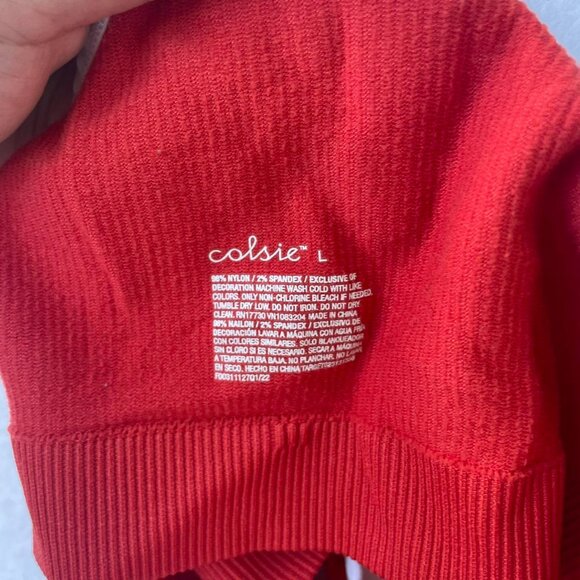 colsie™ L
98% NYLON / 2% SPANDEX / EXCLUSIVE OF
DECORATION MACHINE WASH COLD WITH LIKE
COLORS. ONLY NON-CHLORINE BLEACH IF NEEDED.
TUMBLE DRY LOW. DO NOT IRON. DO NOT DRY
CLEAN. RN17730 VN1083204 MADE IN CHINA
98% NAILON / 2% SPANDEX / EXCLUSIVO DE
DECORACIÓN LAVAR A MÁQUINA CON AGUA FRÍA
CON COLORES SIMILARES. SÓLO BLANQUEADOR
SIN CLORO SI ES NECESARIO. SECAR A MÁQUINA
A TEMPERATURA BAJA. NO PLANCHAR. NO LAVAR
EN SECO. HECHO EN CHINA
F0031112701/22